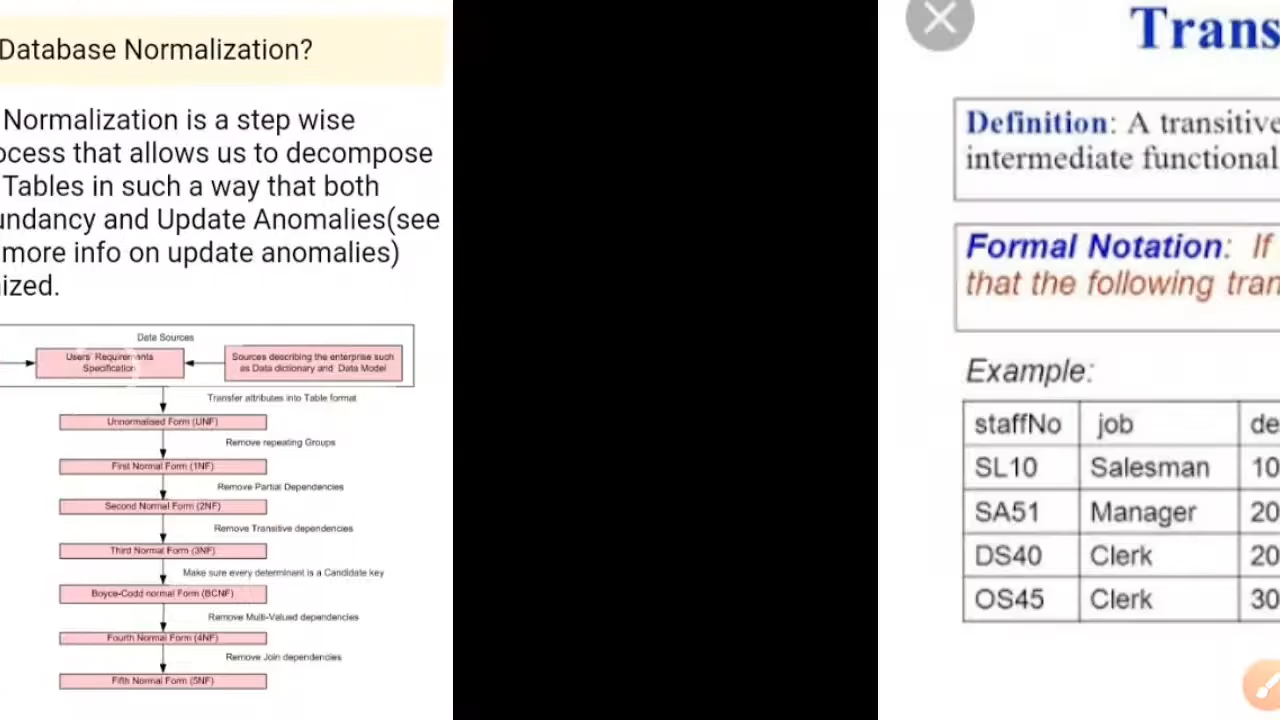 Database Normalization?
Normalization is a step wise
ocess that allows us to decompose
Tables in such a way that both
undancy and Update Anomalies(see
more info on update anomalies)
ized.
Data Sources
Users' Requirements
Specification
Sources describing the enterprise such
as Data dictionary and Data Model
Transfer attributes into Table format
Unnormalised Form (UNF)
Remove repeating Groups
First Normal Form (1NF)
Remove Partial Dependencies
Second Normal Form (2NF)
Remove Transitive dependencies
Third Normal Form (3NF)
Make sure every determinant is a Candidate key
Boyce-Codd normal Form (BCNF)
Remove Multi-Valued dependencies
Fourth Normal Form (4NF)
Remove Join dependencies
Fifth Normal Form (5NF)
Trans
Definition: A transitive
intermediate functional
Formal Notation: If
that the following tran
Example:
staffNo job de
SL10 Salesman 10
SA51 Manager 20
DS40 Clerk 20
OS45 Clerk 30